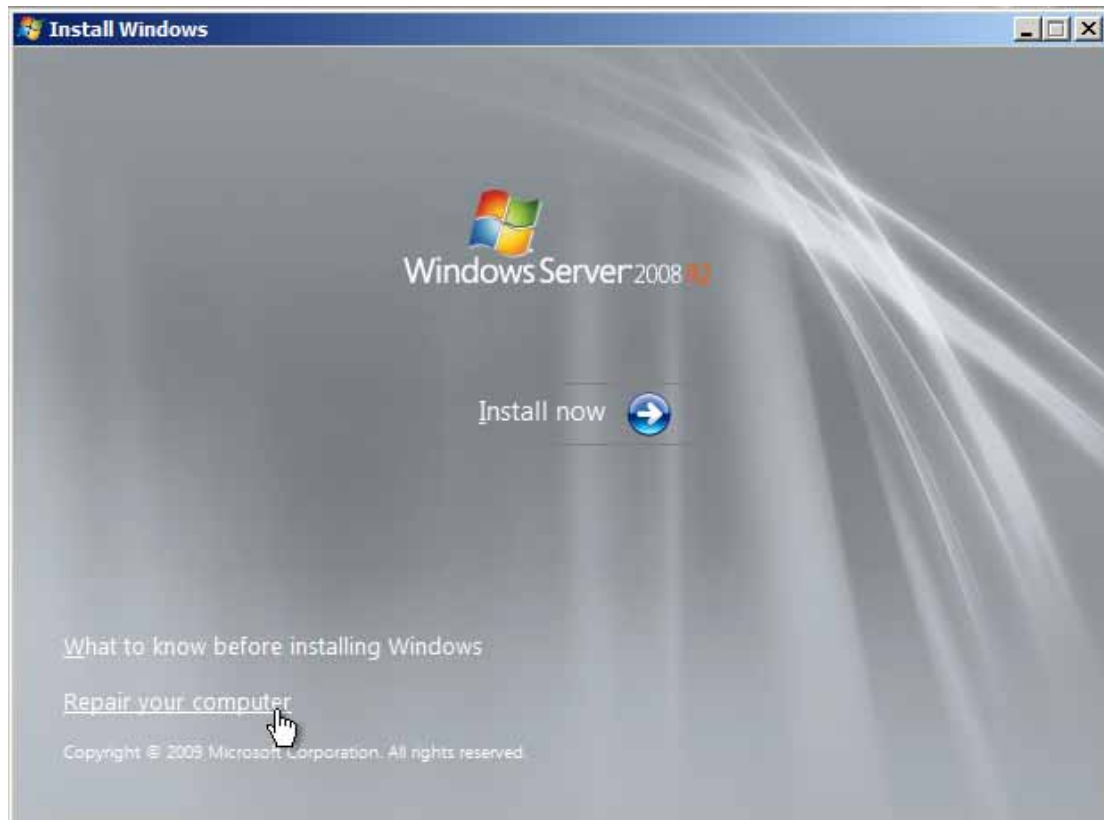 Install Windows
Windows Server 2008 R2
Install now
What to know before installing Windows
Repair your computer
Copyright © 2009 Microsoft Corporation. All rights reserved.